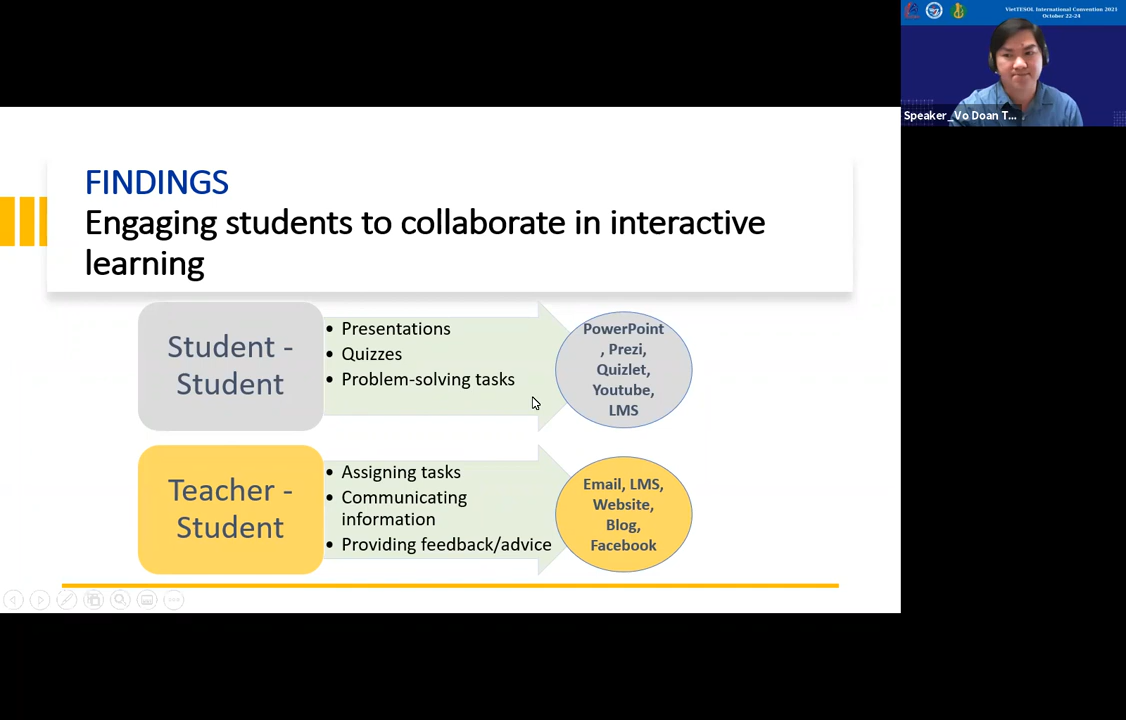 VietTESOL International Convention 2021
October 22-24
Speaker_Vo Doan T...
FINDINGS
Engaging students to collaborate in interactive
learning
Student -
Student
• Presentations
• Quizzes
• Problem-solving tasks
PowerPoint
, Prezi,
Quizlet,
Youtube,
LMS
Teacher -
Student
• Assigning tasks
• Communicating
information
• Providing feedback/advice
Email, LMS,
Website,
Blog,
Facebook